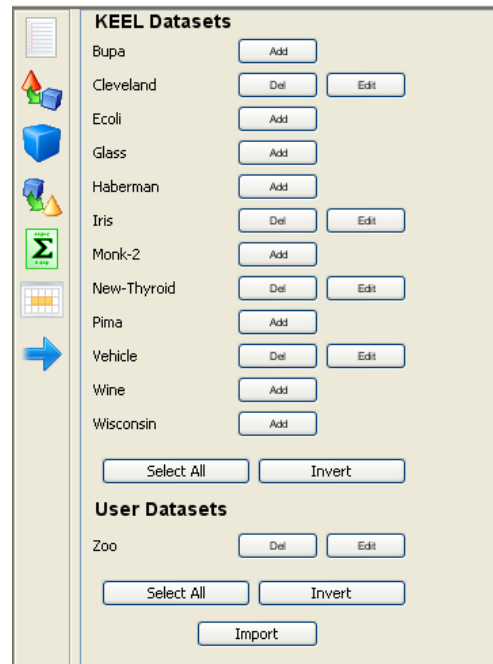 KEEL Datasets
Bupa Add
Cleveland Del Edit
Ecoli Add
Glass Add
Haberman Add
Iris Del Edit
Monk-2 Add
New-Thyroid Del Edit
Pima Add
Vehicle Del Edit
Wine Add
Wisconsin Add
Select All Invert
User Datasets
Zoo Del Edit
Select All Invert
Import
Σ